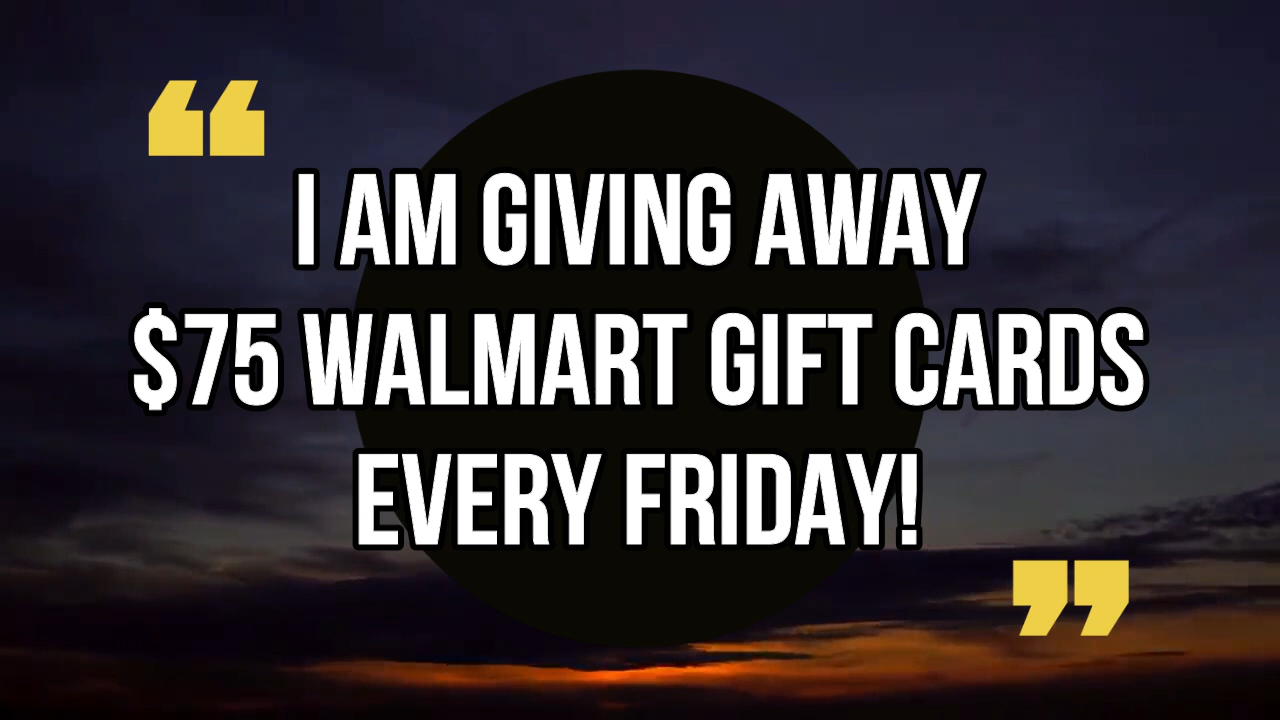 “
I AM GIVING AWAY
$75 WALMART GIFT CARDS
EVERY FRIDAY!
”